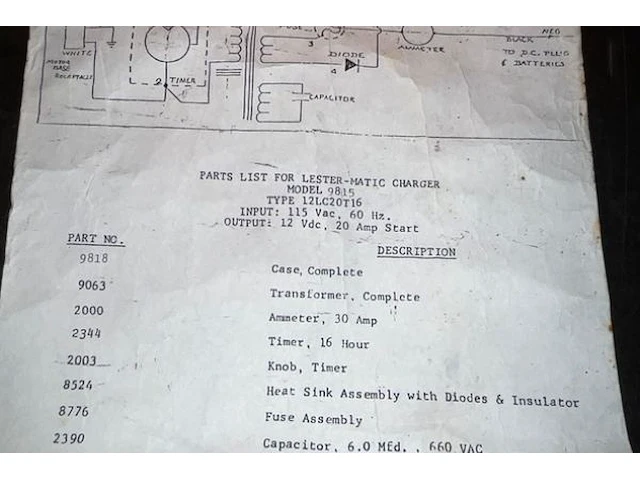 NEG
BLACK
WHITE
3
AMMETER
TO D.C. PLUG
MOTOR
BASE
RECEPTACLE
DIODE
& BATTERIES
2
TIMER
4
CAPACITOR
PARTS LIST FOR LESTER-MATIC CHARGER
MODEL 9815
TYPE 12LC20T16
INPUT: 115 Vac, 60 Hz.
OUTPUT: 12 Vdc, 20 Amp Start
PART NO. DESCRIPTION
9818 Case, Complete
9063 Transformer, Complete
2000 Ammeter, 30 Amp
2344 Timer, 16 Hour
2003 Knob, Timer
8524 Heat Sink Assembly with Diodes & Insulator
8776 Fuse Assembly
2390 Capacitor, 6.0 Mfd., 660 VAC